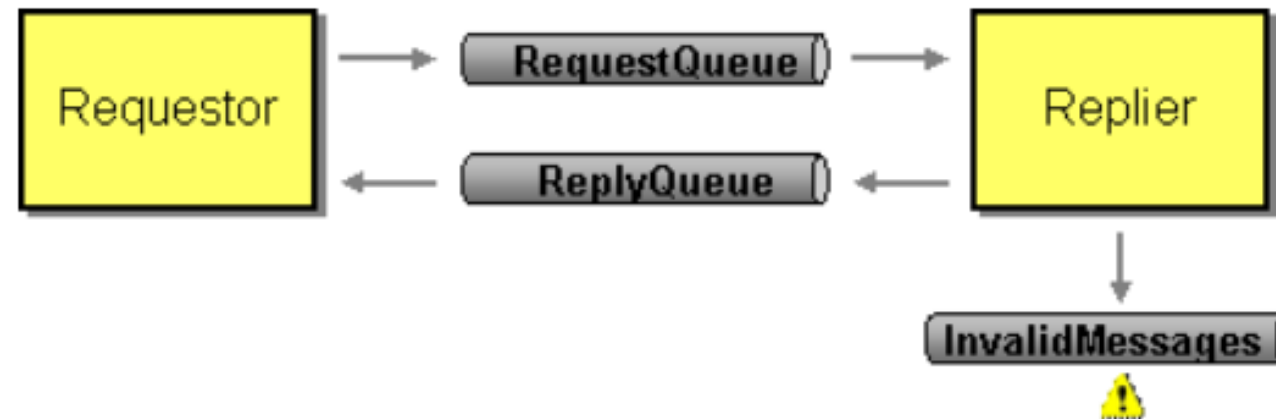 Requestor
RequestQueue
Replier
ReplyQueue
InvalidMessages
!